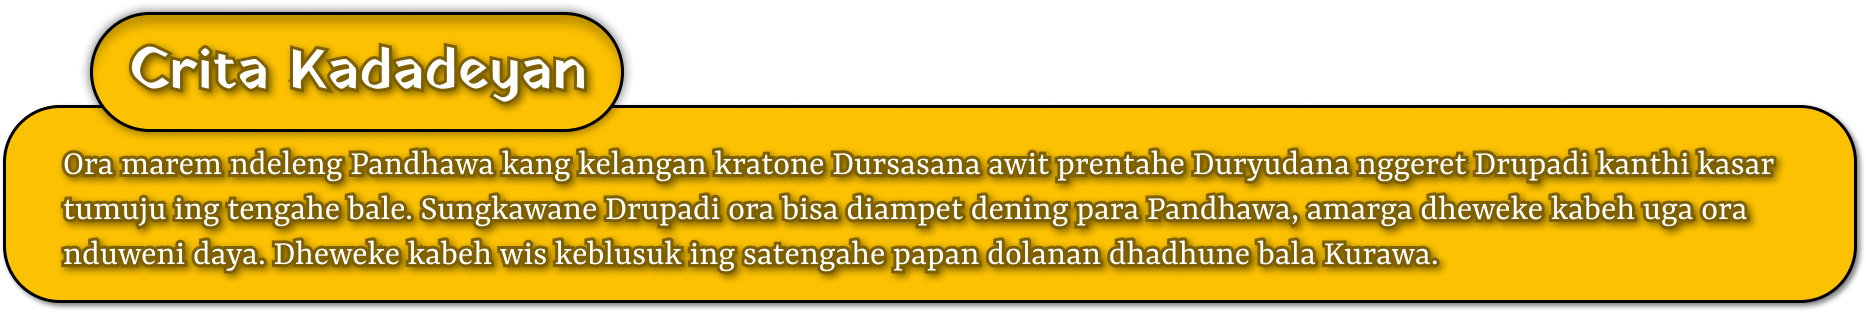 Crita Kadadeyan
Ora marem ndeleng Pandhawa kang kelangan kratone Dursasana awit prentahe Duryudana nggeret Drupadi kanthi kasar
tumuju ing tengahe bale. Sungkawane Drupadi ora bisa diampet dening para Pandhawa, amarga dheweke kabeh uga ora
nduweni daya. Dheweke kabeh wis keblusuk ing satengahe papan dolanan dhadhune bala Kurawa.